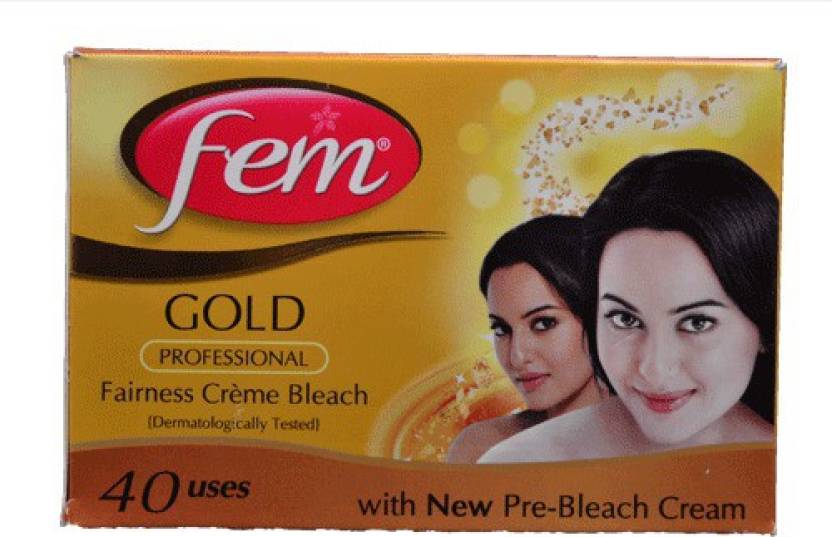 fem®
GOLD
PROFESSIONAL
Fairness Crème Bleach
(Dermatologically Tested)
40 uses
with New Pre-Bleach Cream